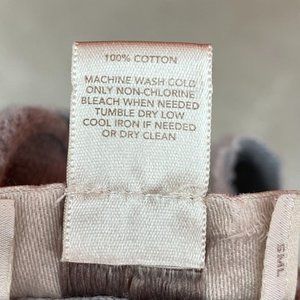 100% COTTON
MACHINE WASH COLD
ONLY NON-CHLORINE
BLEACH WHEN NEEDED
TUMBLE DRY LOW
COOL IRON IF NEEDED
OR DRY CLEAN
SML